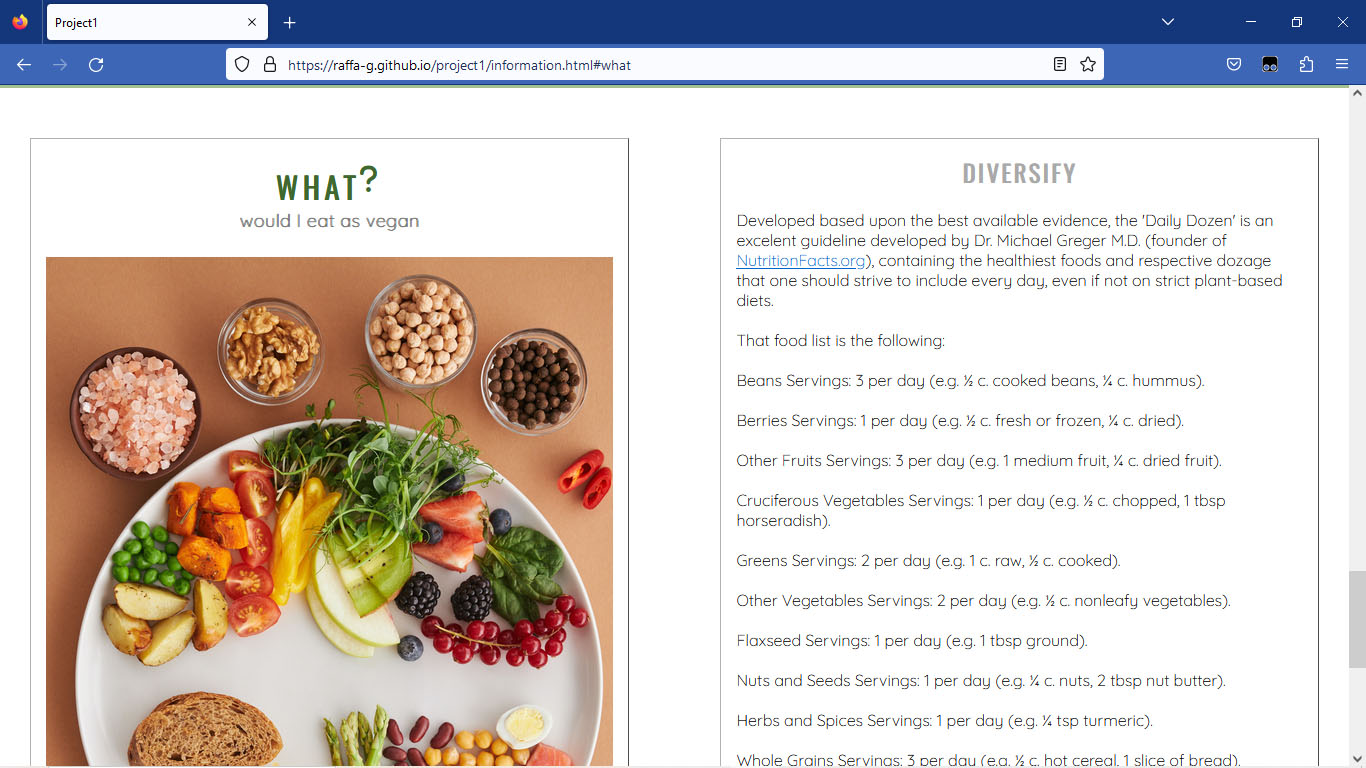 Project1
https://raffa-g.github.io/project1/information.html#what
WHAT?
would I eat as vegan
DIVERSIFY
Developed based upon the best available evidence, the 'Daily Dozen' is an
excelent guideline developed by Dr. Michael Greger M.D. (founder of
NutritionFacts.org), containing the healthiest foods and respective dozage
that one should strive to include every day, even if not on strict plant-based
diets.
That food list is the following:
Beans Servings: 3 per day (e.g. ½ c. cooked beans, ¼ c. hummus).
Berries Servings: 1 per day (e.g. ½ c. fresh or frozen, ¼ c. dried).
Other Fruits Servings: 3 per day (e.g. 1 medium fruit, ¼ c. dried fruit).
Cruciferous Vegetables Servings: 1 per day (e.g. ½ c. chopped, 1 tbsp
horseradish).
Greens Servings: 2 per day (e.g. 1 c. raw, ½ c. cooked).
Other Vegetables Servings: 2 per day (e.g. ½ c. nonleafy vegetables).
Flaxseed Servings: 1 per day (e.g. 1 tbsp ground).
Nuts and Seeds Servings: 1 per day (e.g. ¼ c. nuts, 2 tbsp nut butter).
Herbs and Spices Servings: 1 per day (e.g. ¼ tsp turmeric).
Whole Grains Servings: 3 per day (e.g. ½ c. hot cereal, 1 slice of bread).